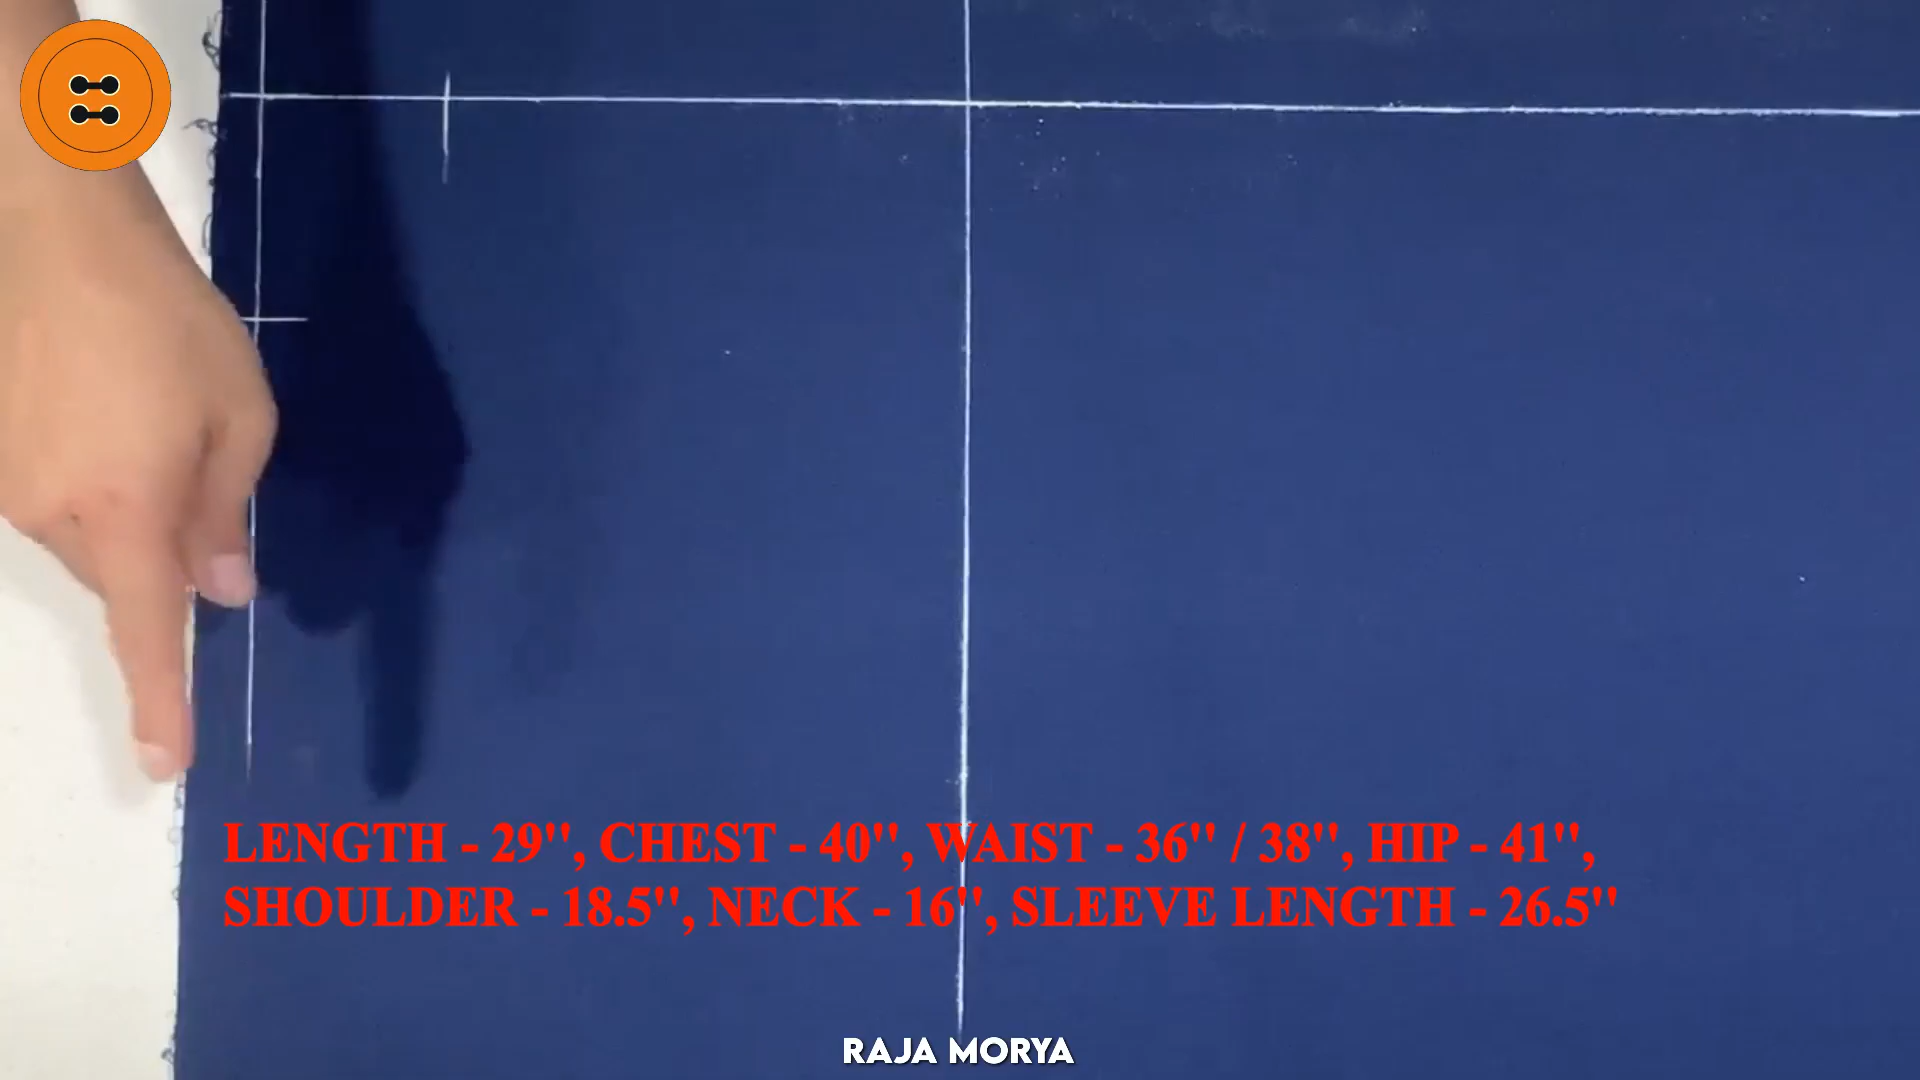 LENGTH - 29", CHEST - 40", WAIST - 36" / 38", HIP - 41",
SHOULDER - 18.5", NECK - 16", SLEEVE LENGTH - 26.5"
RAJA MORYA